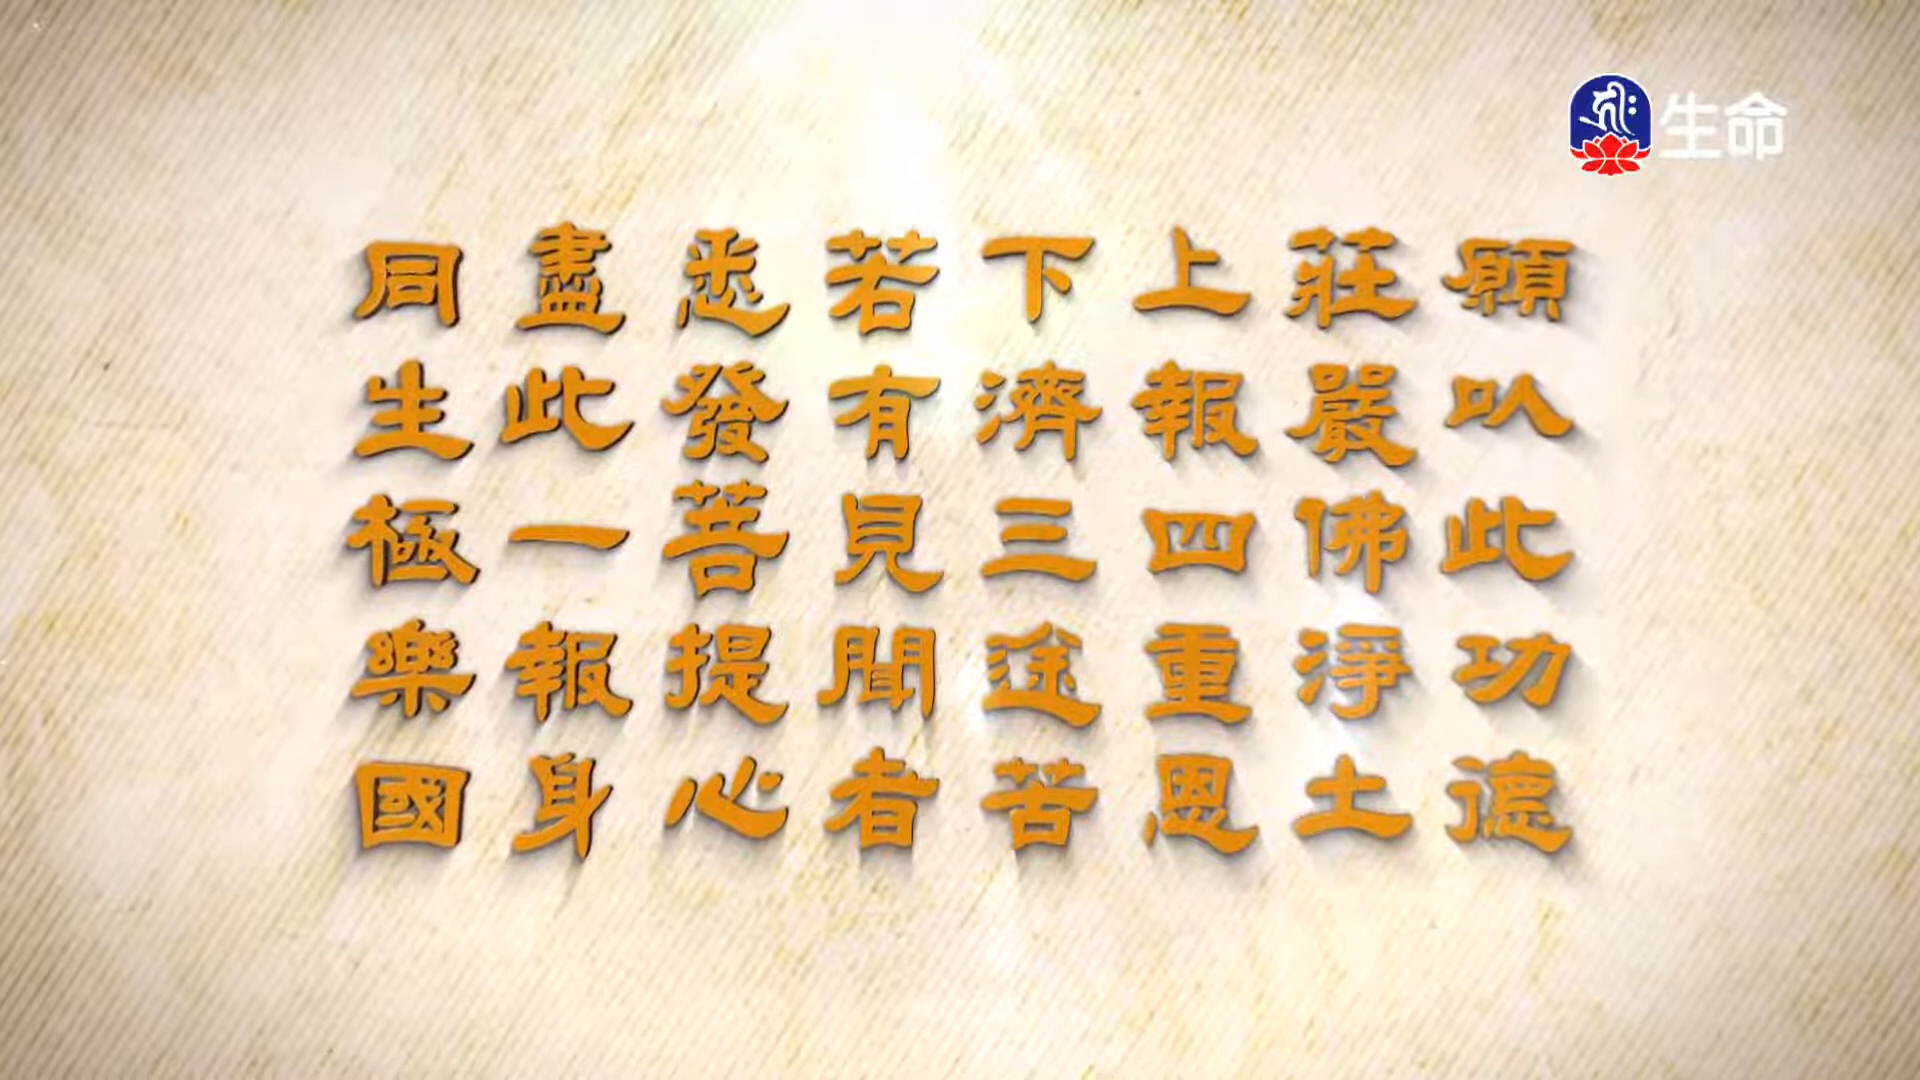 願以此功德
莊嚴佛淨土
上報四重恩
下濟三途苦
若有見聞者
悉發菩提心
盡此一報身
同生極樂國
生命